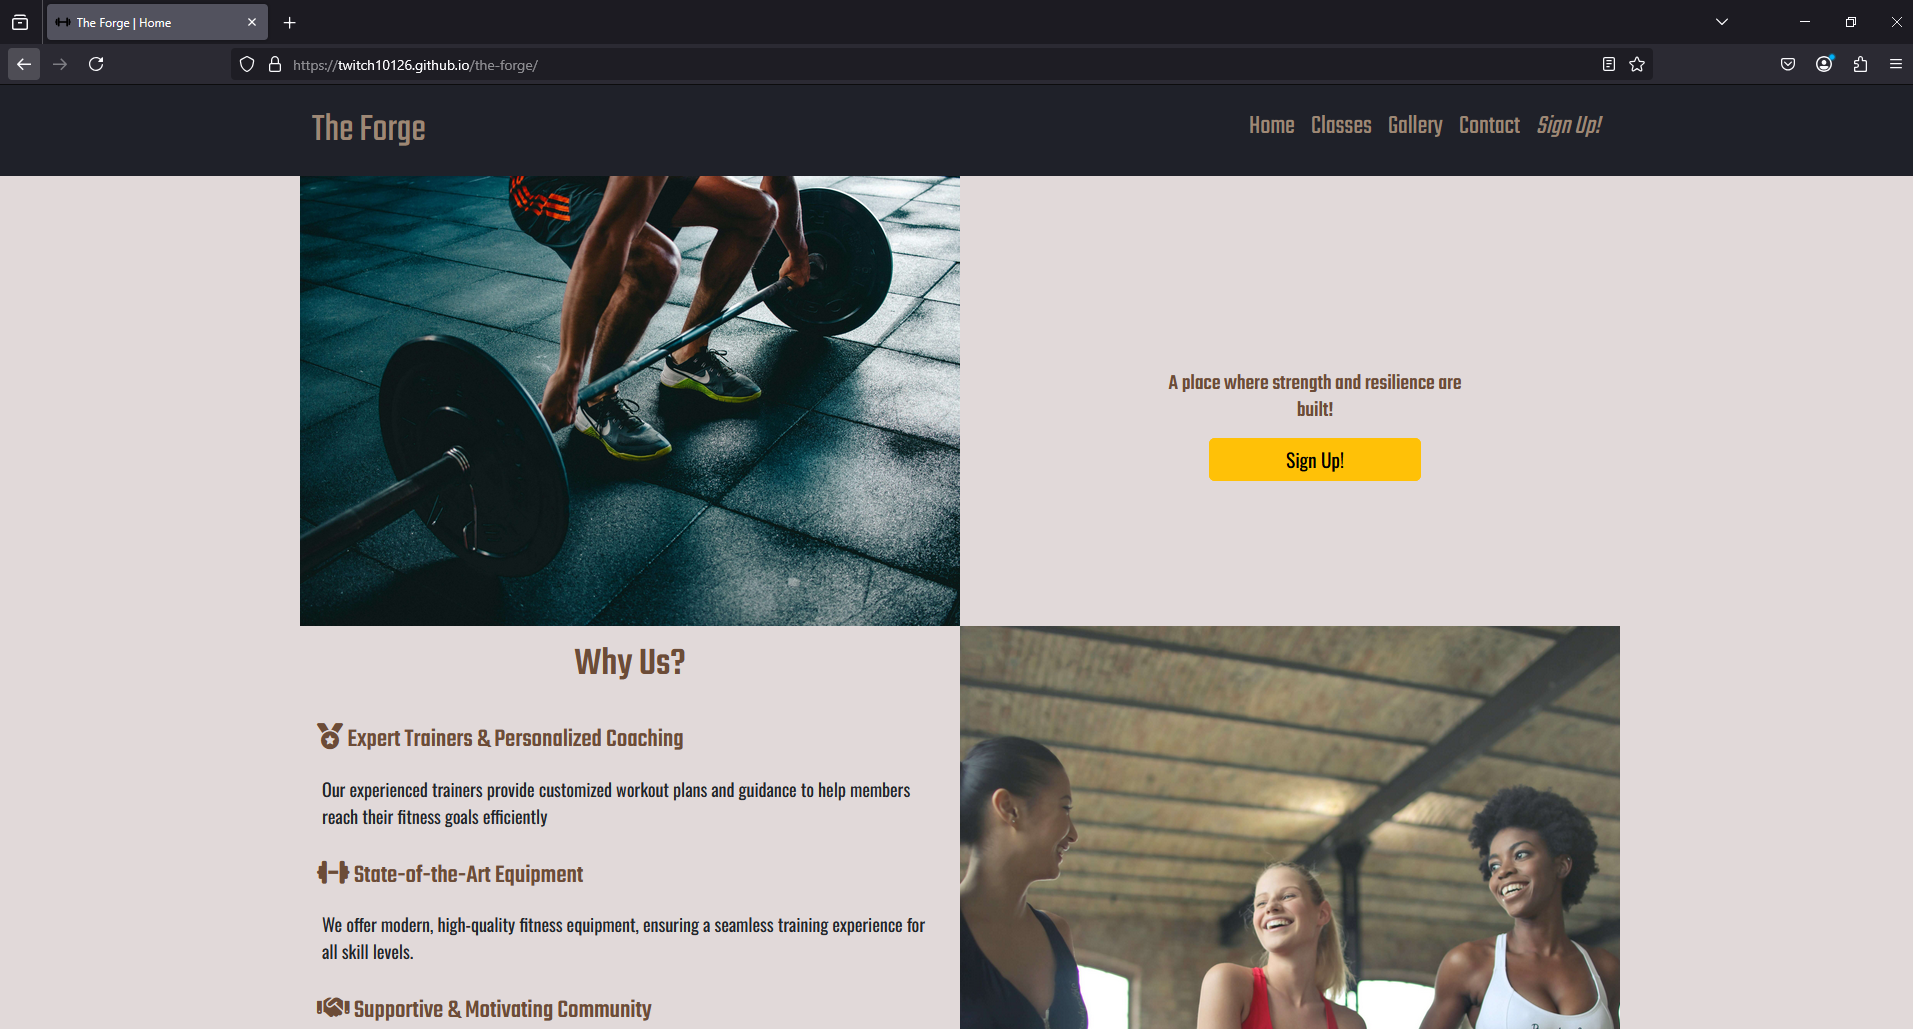 The Forge | Home
https://twitch10126.github.io/the-forge/
The Forge
Home Classes Gallery Contact Sign Up!
A place where strength and resilience are
built!
Sign Up!
Why Us?
Expert Trainers & Personalized Coaching
Our experienced trainers provide customized workout plans and guidance to help members
reach their fitness goals efficiently
State-of-the-Art Equipment
We offer modern, high-quality fitness equipment, ensuring a seamless training experience for
all skill levels.
Supportive & Motivating Community